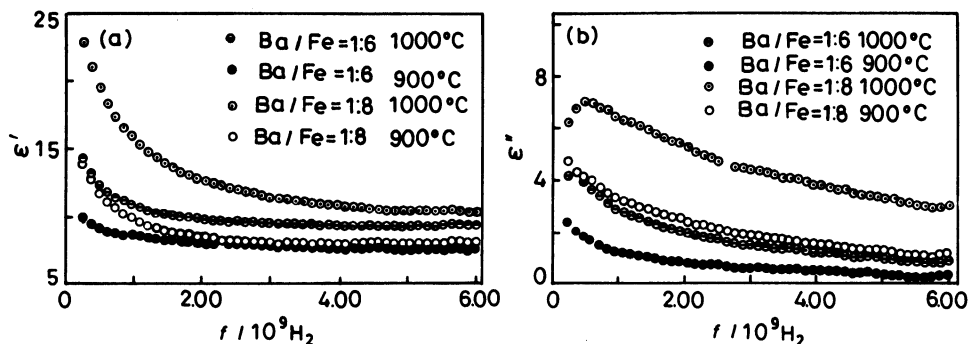 25
(a)
Ba/Fe=1:6 1000°C
Ba/Fe=1:6 900°C
Ba/Fe=1:8 1000°C
Ba/Fe=1:8 900°C
15
ε'
5
0
2.00
4.00
6.00
f / 10⁹H₂
(b)
Ba/Fe=1:6 1000°C
Ba/Fe=1:6 900°C
Ba/Fe=1:8 1000°C
Ba/Fe=1:8 900°C
8
ε"
4
0
0
2.00
4.00
6.00
f / 10⁹H₂